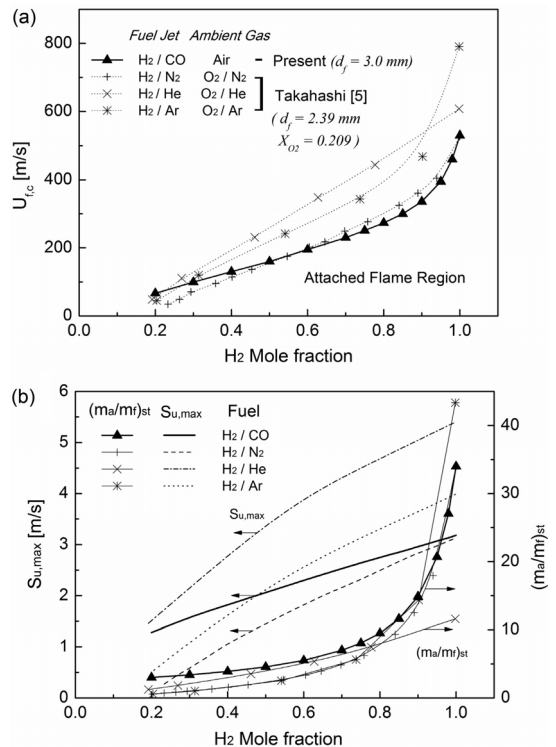 (a)
Fuel Jet Ambient Gas
H2 / CO Air Present (df = 3.0 mm)
H2 / N2 O2 / N2
H2 / He O2 / He Takahashi [5]
H2 / Ar O2 / Ar (df = 2.39 mm
XO2 = 0.209 )
800
600
400
200
0
Uf,c [m/s]
Attached Flame Region
0.0 0.2 0.4 0.6 0.8 1.0
H2 Mole fraction
(b)
(ma/mf)st Su,max Fuel
H2 / CO
H2 / N2
H2 / He
H2 / Ar
6
5
4
3
2
1
0
Su,max [m/s]
Su,max
(ma/mf)st
40
30
20
10
0
(ma/mf)st
0.0 0.2 0.4 0.6 0.8 1.0
H2 Mole fraction